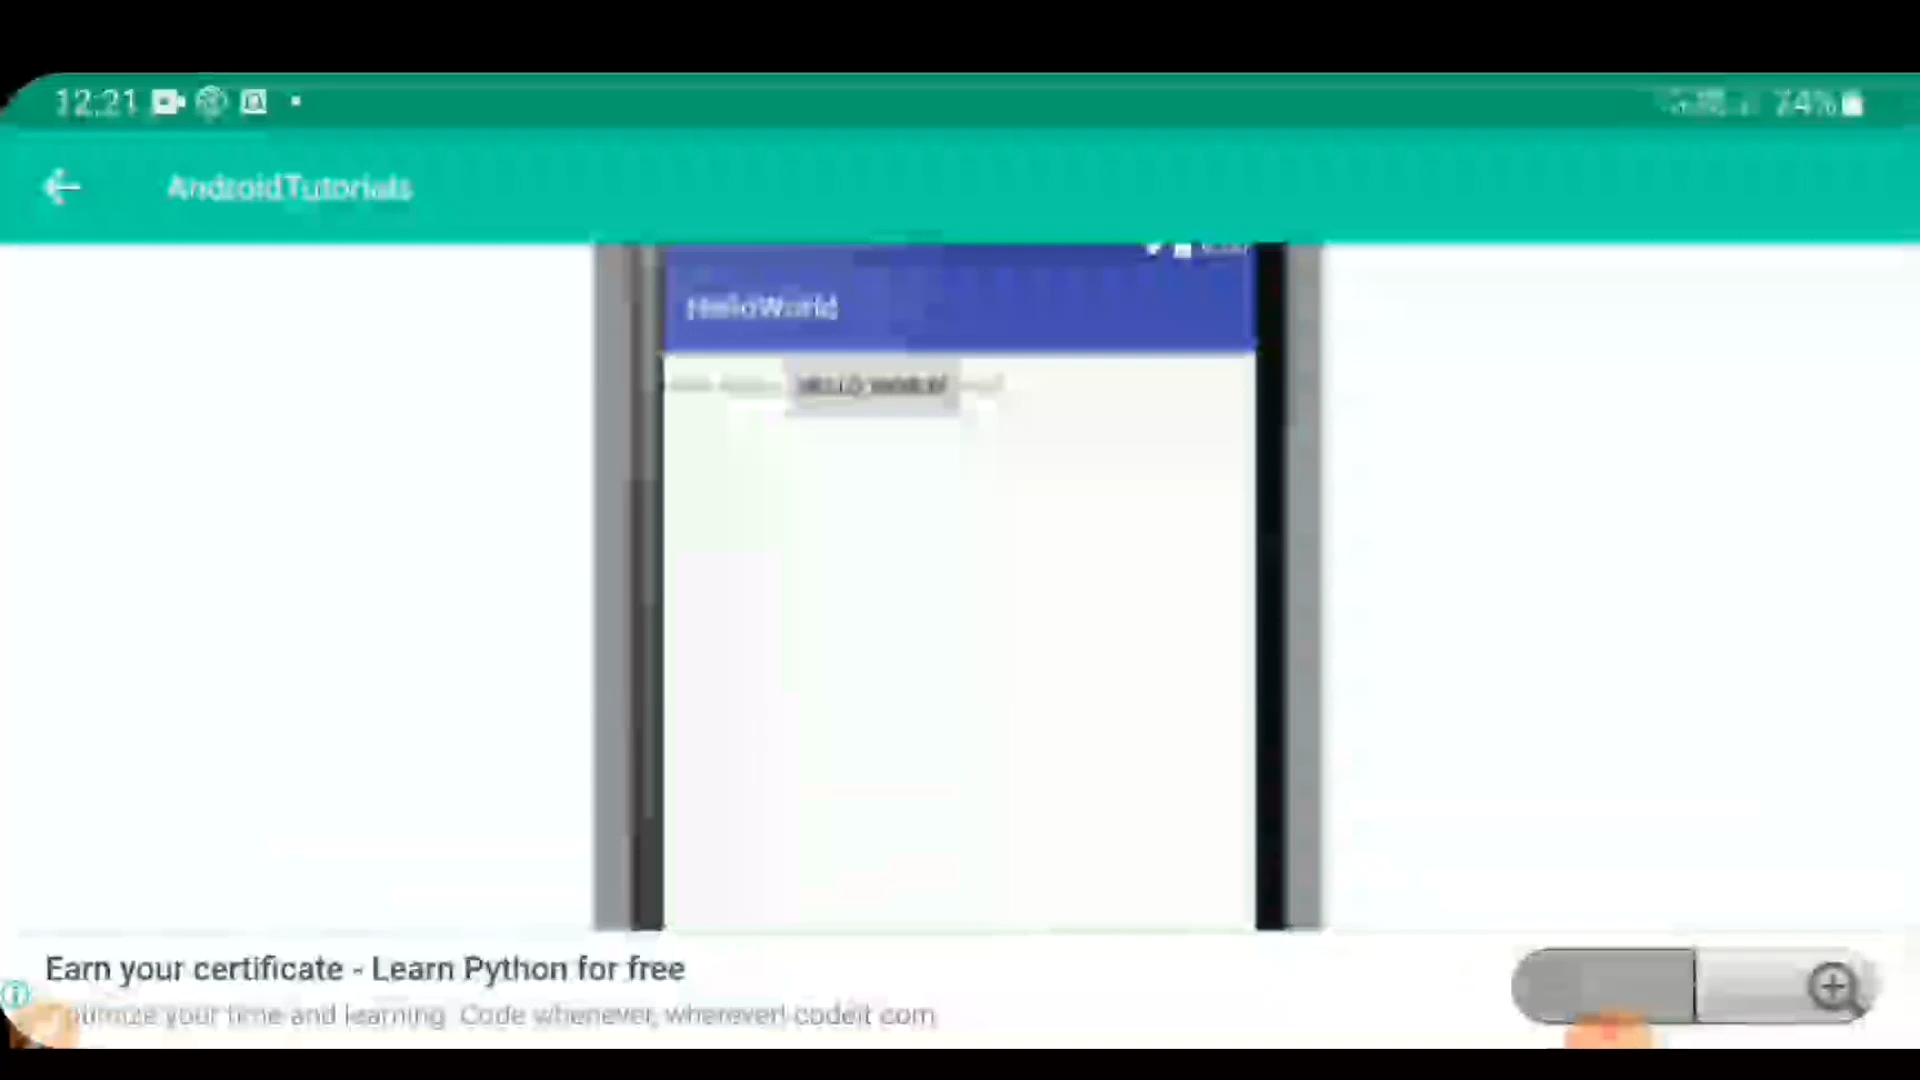 12:21
74%
AndroidTutorials
HelloWorld
HELLO WORLD
Earn your certificate - Learn Python for free
optimize your time and learning. Code whenever, wherever! codeit.com